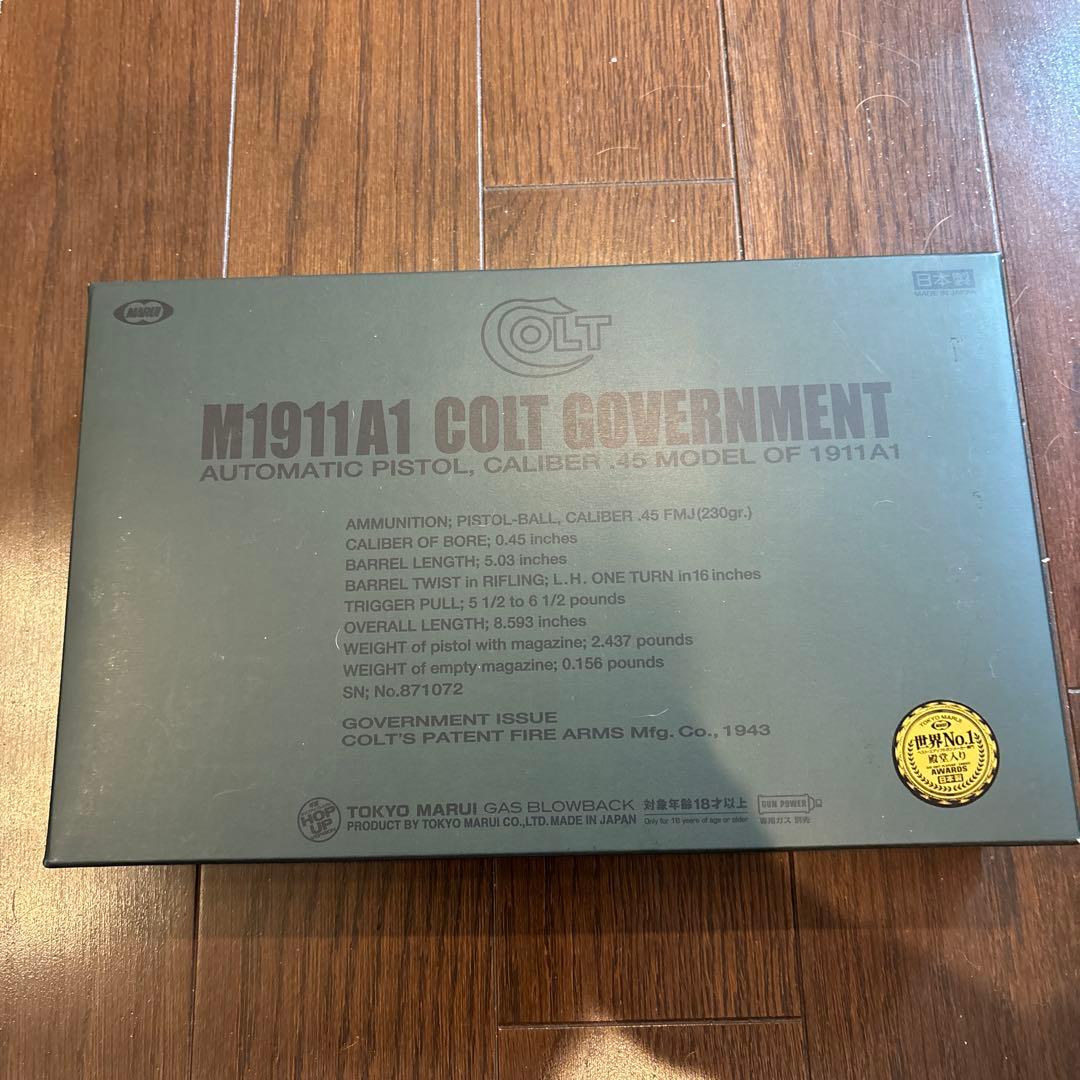 MARUI
日本製
MADE IN JAPAN
COLT
M1911A1 COLT GOVERNMENT
AUTOMATIC PISTOL, CALIBER .45 MODEL OF 1911A1
AMMUNITION; PISTOL-BALL, CALIBER .45 FMJ(230gr.)
CALIBER OF BORE; 0.45 inches
BARREL LENGTH; 5.03 inches
BARREL TWIST in RIFLING; L.H. ONE TURN in 16 inches
TRIGGER PULL; 5 1/2 to 6 1/2 pounds
OVERALL LENGTH; 8.593 inches
WEIGHT of pistol with magazine; 2.437 pounds
WEIGHT of empty magazine; 0.156 pounds
SN; No.871072
GOVERNMENT ISSUE
COLT'S PATENT FIRE ARMS Mfg. Co., 1943
TOKYO MARUI
MARUI
世界No.1
殿堂入り
AWARDS
日本製
HOP
UP
TOKYO MARUI GAS BLOWBACK 対象年齢18才以上 GUN POWER
PRODUCT BY TOKYO MARUI CO.,LTD. MADE IN JAPAN Only for 18 years of age or older 専用ガス 別売